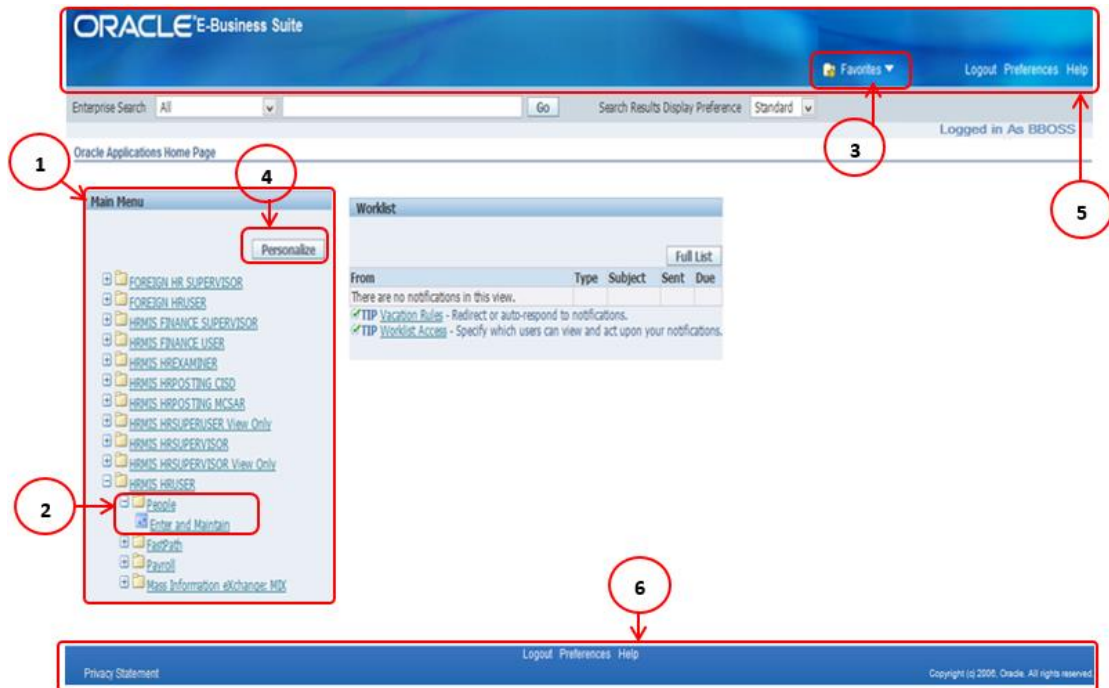 ORACLE® E-Business Suite
Favorites Logout Preferences Help
Enterprise Search All Go Search Results Display Preference Standard
Logged in As BBOSS
Oracle Applications Home Page
1
4
3
5
Main Menu
Personalize
FOREIGN HR SUPERVISOR
FOREIGN HRUSER
HRMIS FINANCE SUPERVISOR
HRMIS FINANCE USER
HRMIS HREXAMINER
HRMIS HRPOSTING CISD
HRMIS HRPOSTING MCSAR
HRMIS HRSUPERUSER View Only
HRMIS HRSUPERVISOR
HRMIS HRSUPERVISOR View Only
HRMIS HRUSER
2
People
Enter and Maintain
FastPath
Payroll
Mass Information eXchange: MIX
Worklist
Full List
From Type Subject Sent Due
There are no notifications in this view.
TIP Vacation Rules - Redirect or auto-respond to notifications.
TIP Worklist Access - Specify which users can view and act upon your notifications.
6
Logout Preferences Help
Privacy Statement Copyright (c) 2006, Oracle. All rights reserved.